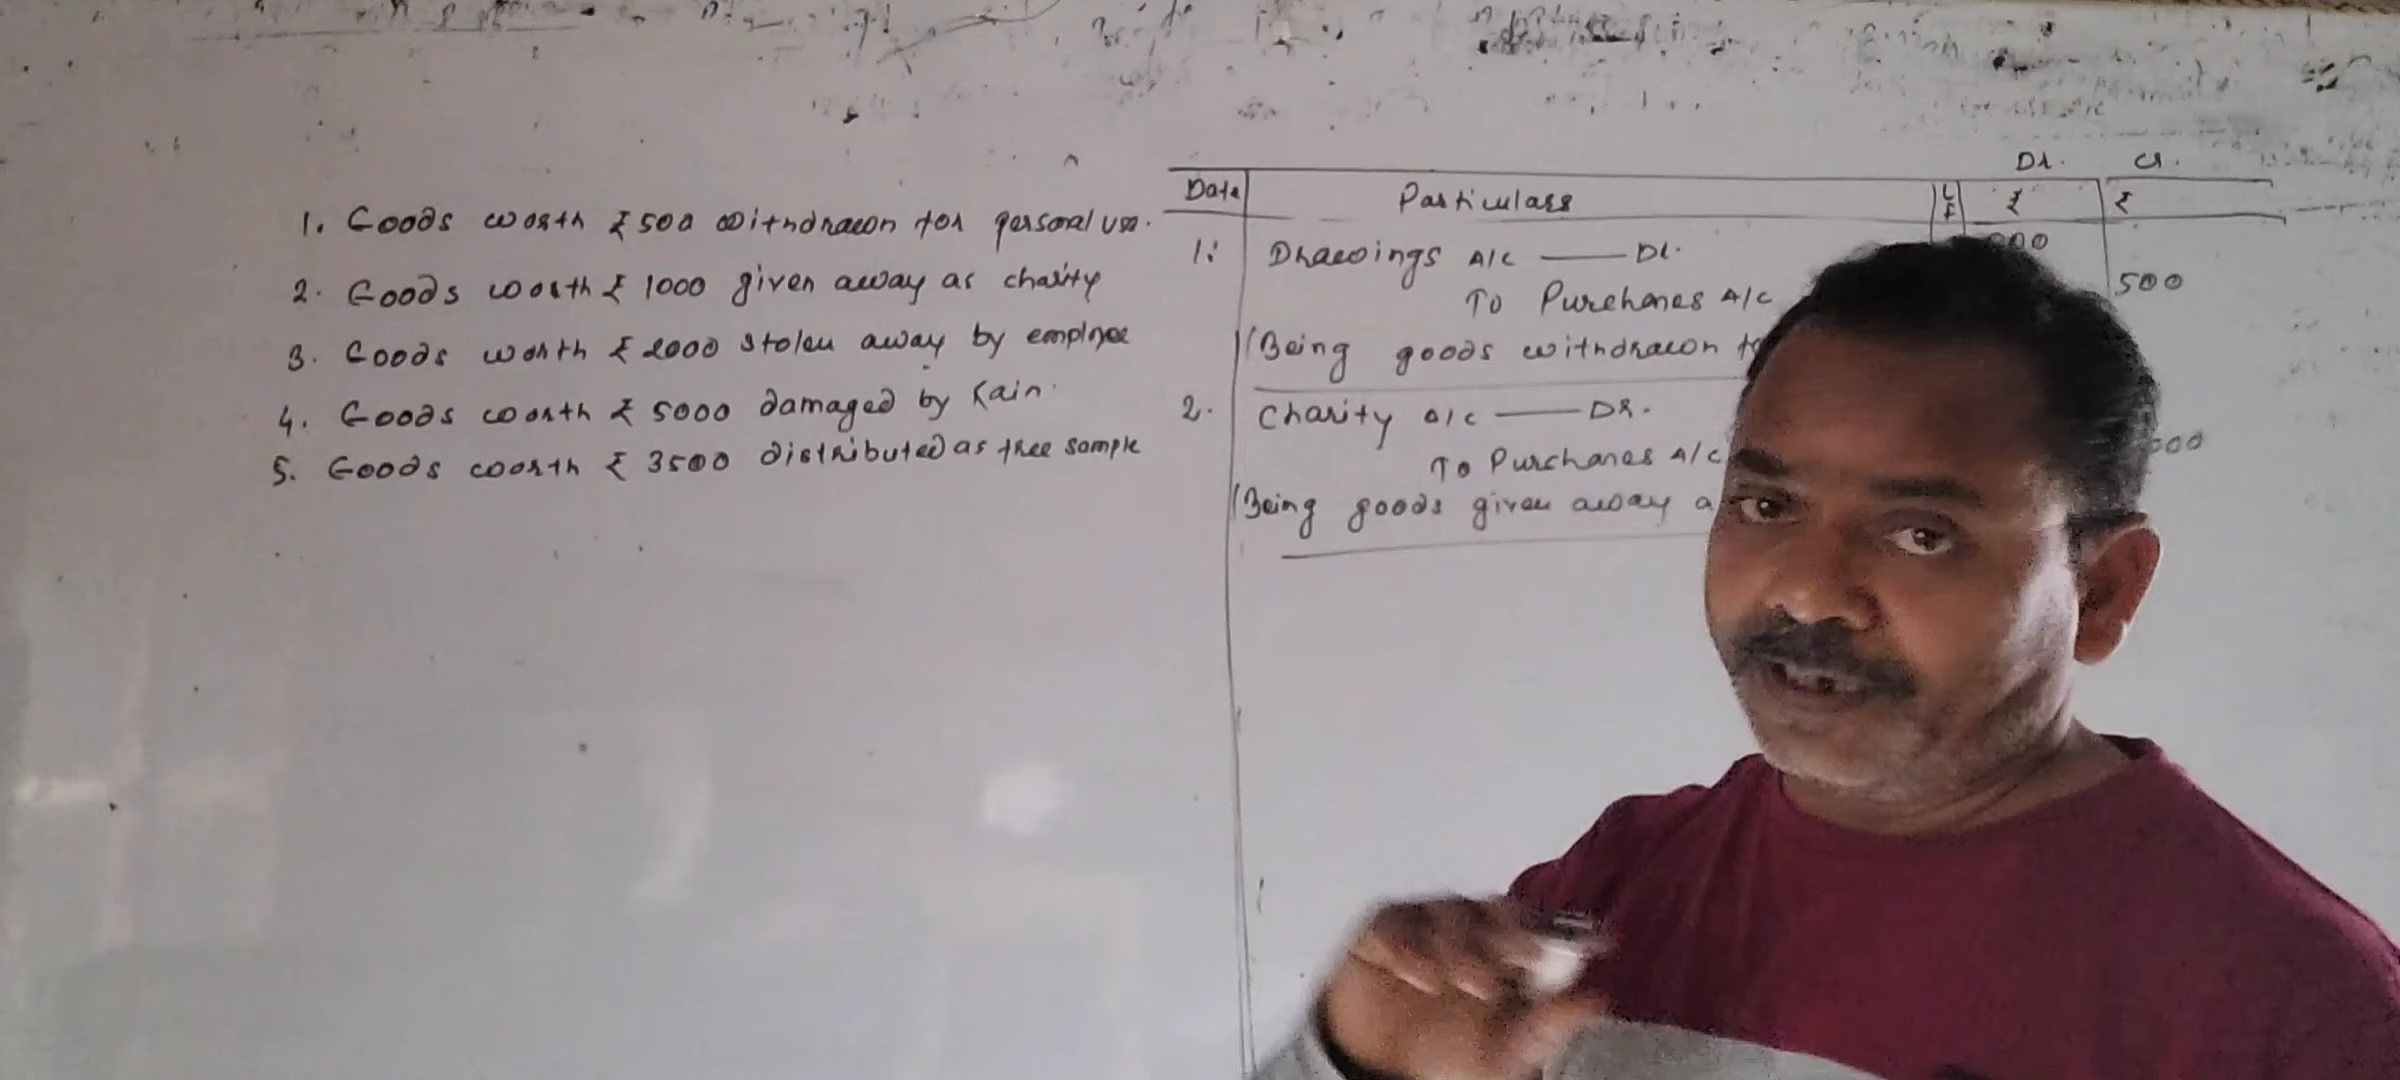 1. Goods worth ₹ 500 withdrawn for personal use.
2. Goods worth ₹ 1000 given away as charity
3. Goods worth ₹ 2000 stolen away by employee
4. Goods worth ₹ 5000 damaged by rain.
5. Goods worth ₹ 3500 distributed as free sample
Dr. Cr.
Date Particulars LF ₹ ₹
1: Drawings A/C —— Dr.
To Purchases A/C 500
(Being goods withdrawn
2. Charity A/C —— Dr.
To Purchases A/C
(Being goods given away a